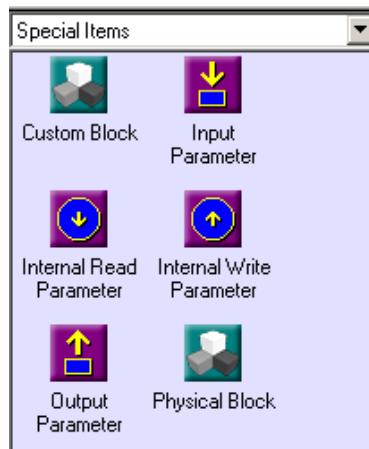 Special Items
Custom Block
Input
Parameter
Internal Read
Parameter
Internal Write
Parameter
Output
Parameter
Physical Block